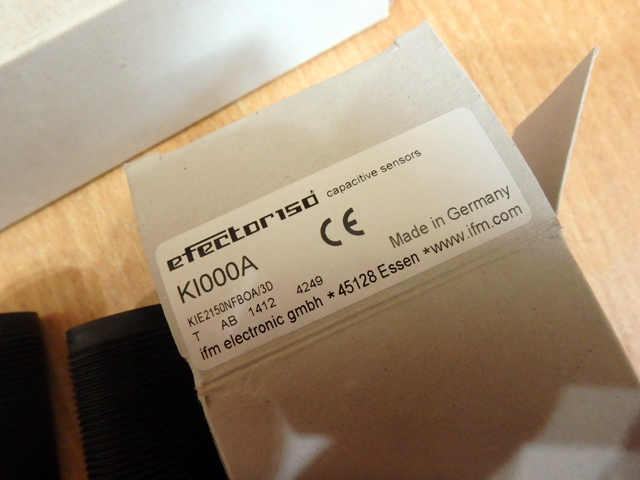 efector150 capacitive sensors
KI000A
CE
Made in Germany
KIE2150NFBOA/3D
T AB 1412 4249
ifm electronic gmbh * 45128 Essen *www.ifm.com